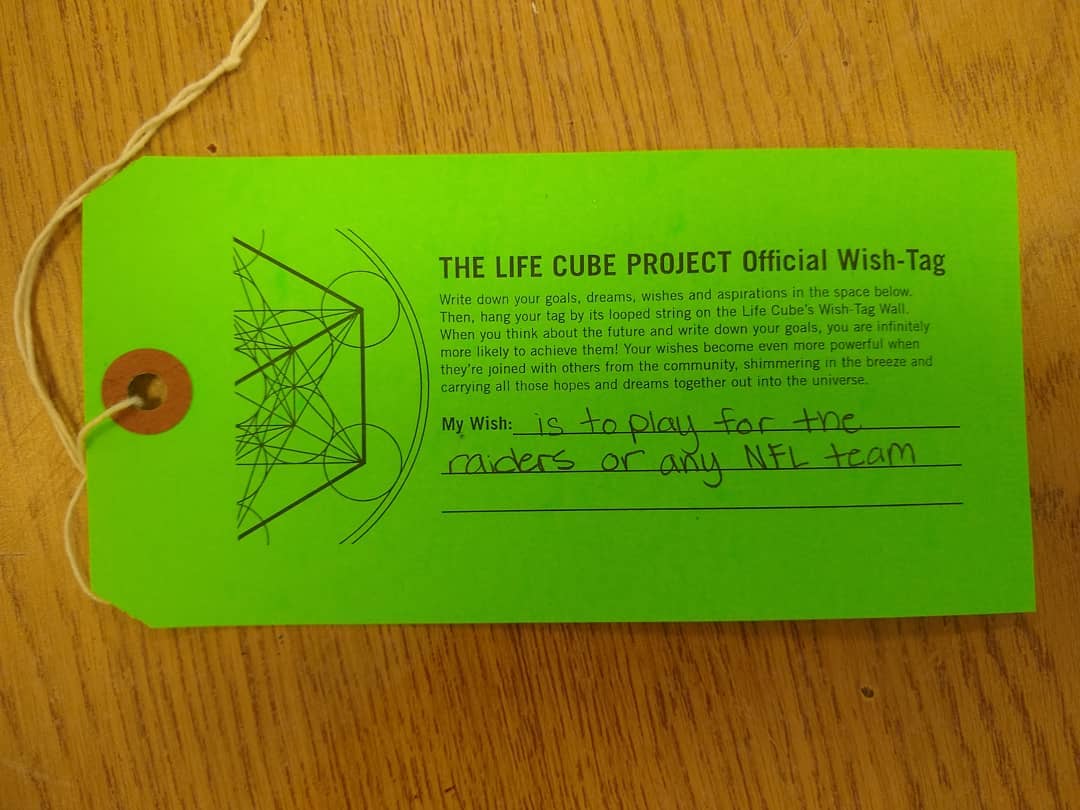 THE LIFE CUBE PROJECT Official Wish-Tag
Write down your goals, dreams, wishes and aspirations in the space below.
Then, hang your tag by its looped string on the Life Cube's Wish-Tag Wall.
When you think about the future and write down your goals, you are infinitely
more likely to achieve them! Your wishes become even more powerful when
they're joined with others from the community, shimmering in the breeze and
carrying all those hopes and dreams together out into the universe.
My Wish: is to play for the
raiders or any NFL team